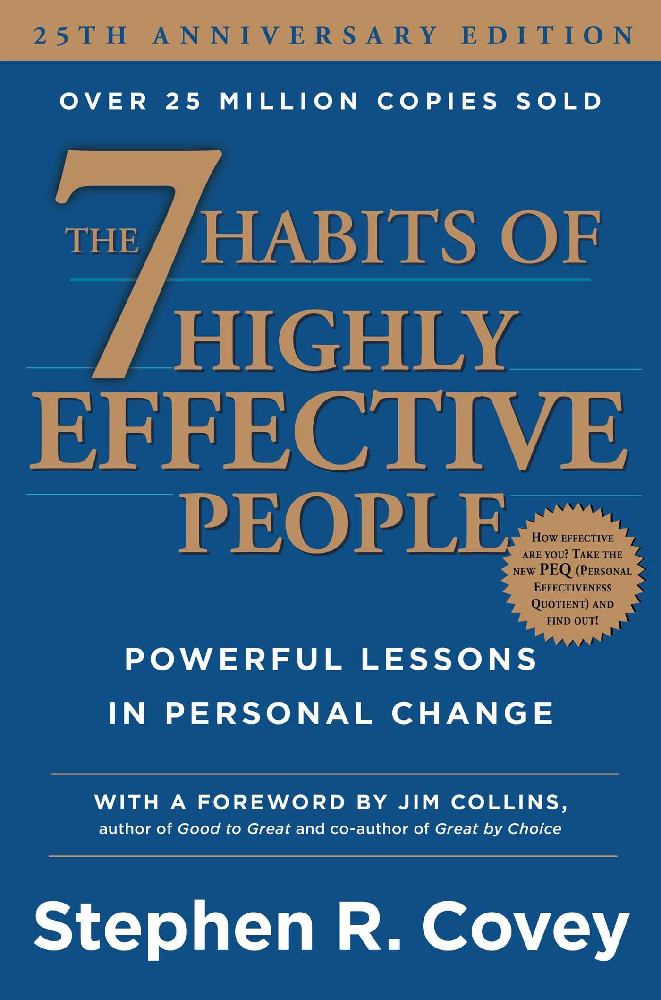 25TH ANNIVERSARY EDITION
OVER 25 MILLION COPIES SOLD
THE 7 HABITS OF
HIGHLY
EFFECTIVE
PEOPLE
HOW EFFECTIVE
ARE YOU? TAKE THE
NEW PEQ (PERSONAL
EFFECTIVENESS
QUOTIENT) AND
FIND OUT!
POWERFUL LESSONS
IN PERSONAL CHANGE
WITH A FOREWORD BY JIM COLLINS,
author of Good to Great and co-author of Great by Choice
Stephen R. Covey